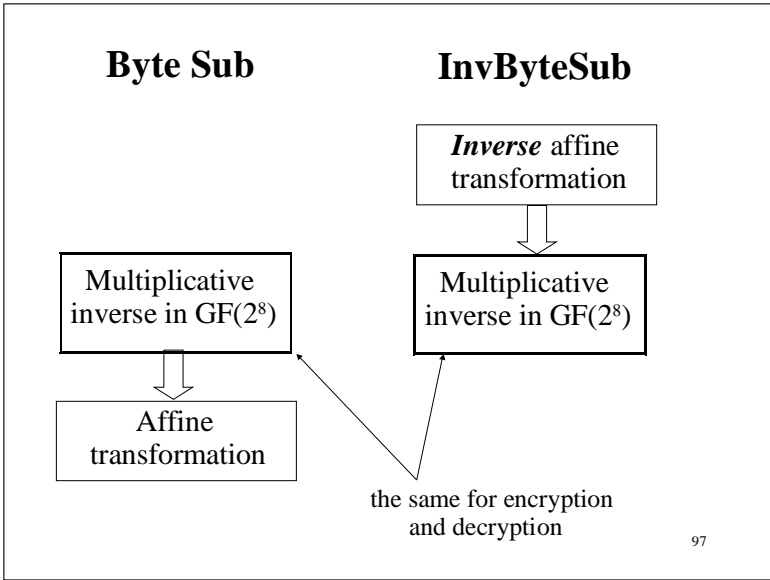 Byte Sub
InvByteSub
Inverse affine
transformation
Multiplicative
inverse in GF(2⁸)
Multiplicative
inverse in GF(2⁸)
Affine
transformation
the same for encryption
and decryption
97